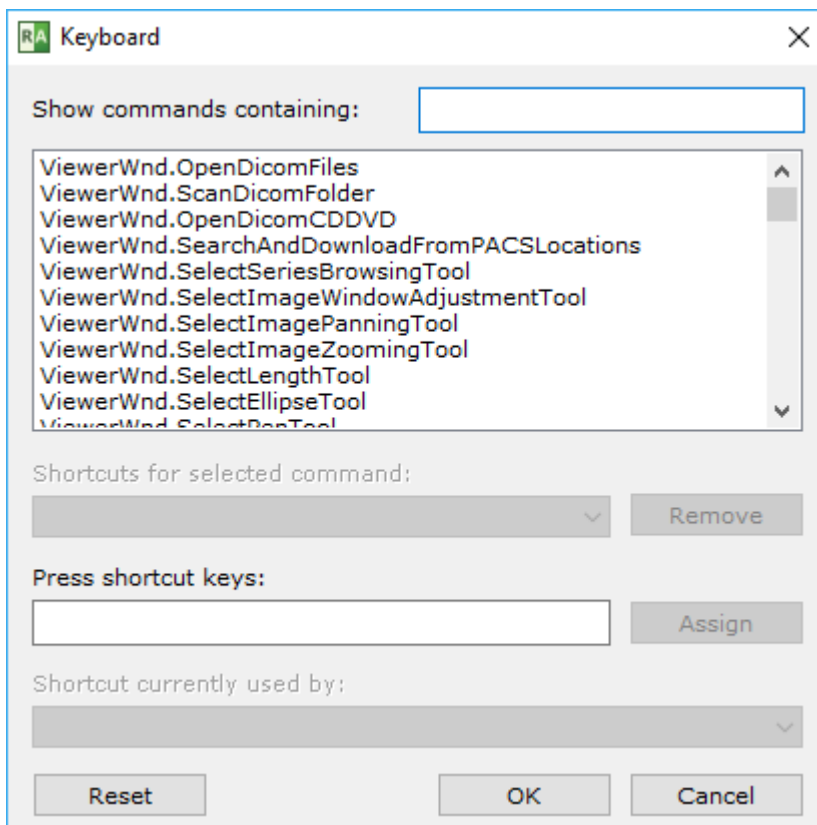 RA Keyboard
Show commands containing:
ViewerWnd.OpenDicomFiles
ViewerWnd.ScanDicomFolder
ViewerWnd.OpenDicomCDDVD
ViewerWnd.SearchAndDownloadFromPACSLocations
ViewerWnd.SelectSeriesBrowsingTool
ViewerWnd.SelectImageWindowAdjustmentTool
ViewerWnd.SelectImagePanningTool
ViewerWnd.SelectImageZoomingTool
ViewerWnd.SelectLengthTool
ViewerWnd.SelectEllipseTool
ViewerWnd.SelectPenTool
Shortcuts for selected command:
Remove
Press shortcut keys:
Assign
Shortcut currently used by:
Reset OK Cancel